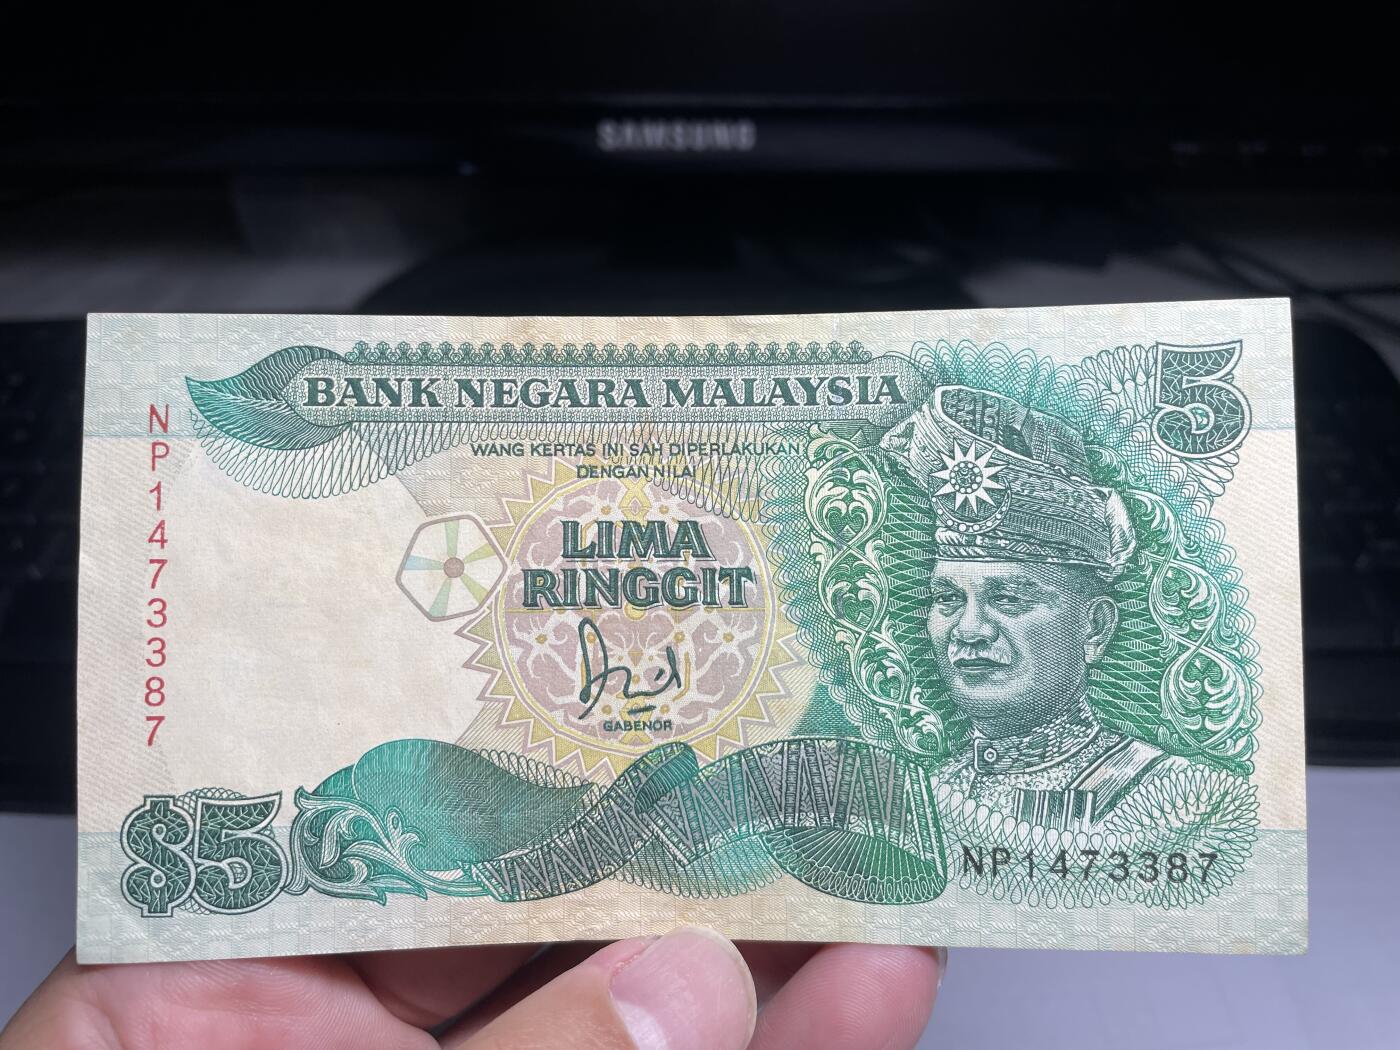 SAMSUNG
BANK NEGARA MALAYSIA
5
WANG KERTAS INI SAH DIPERLAKUKAN
DENGAN NILAI
NP1473387
LIMA
RINGGIT
GABENOR
$5
NP1473387